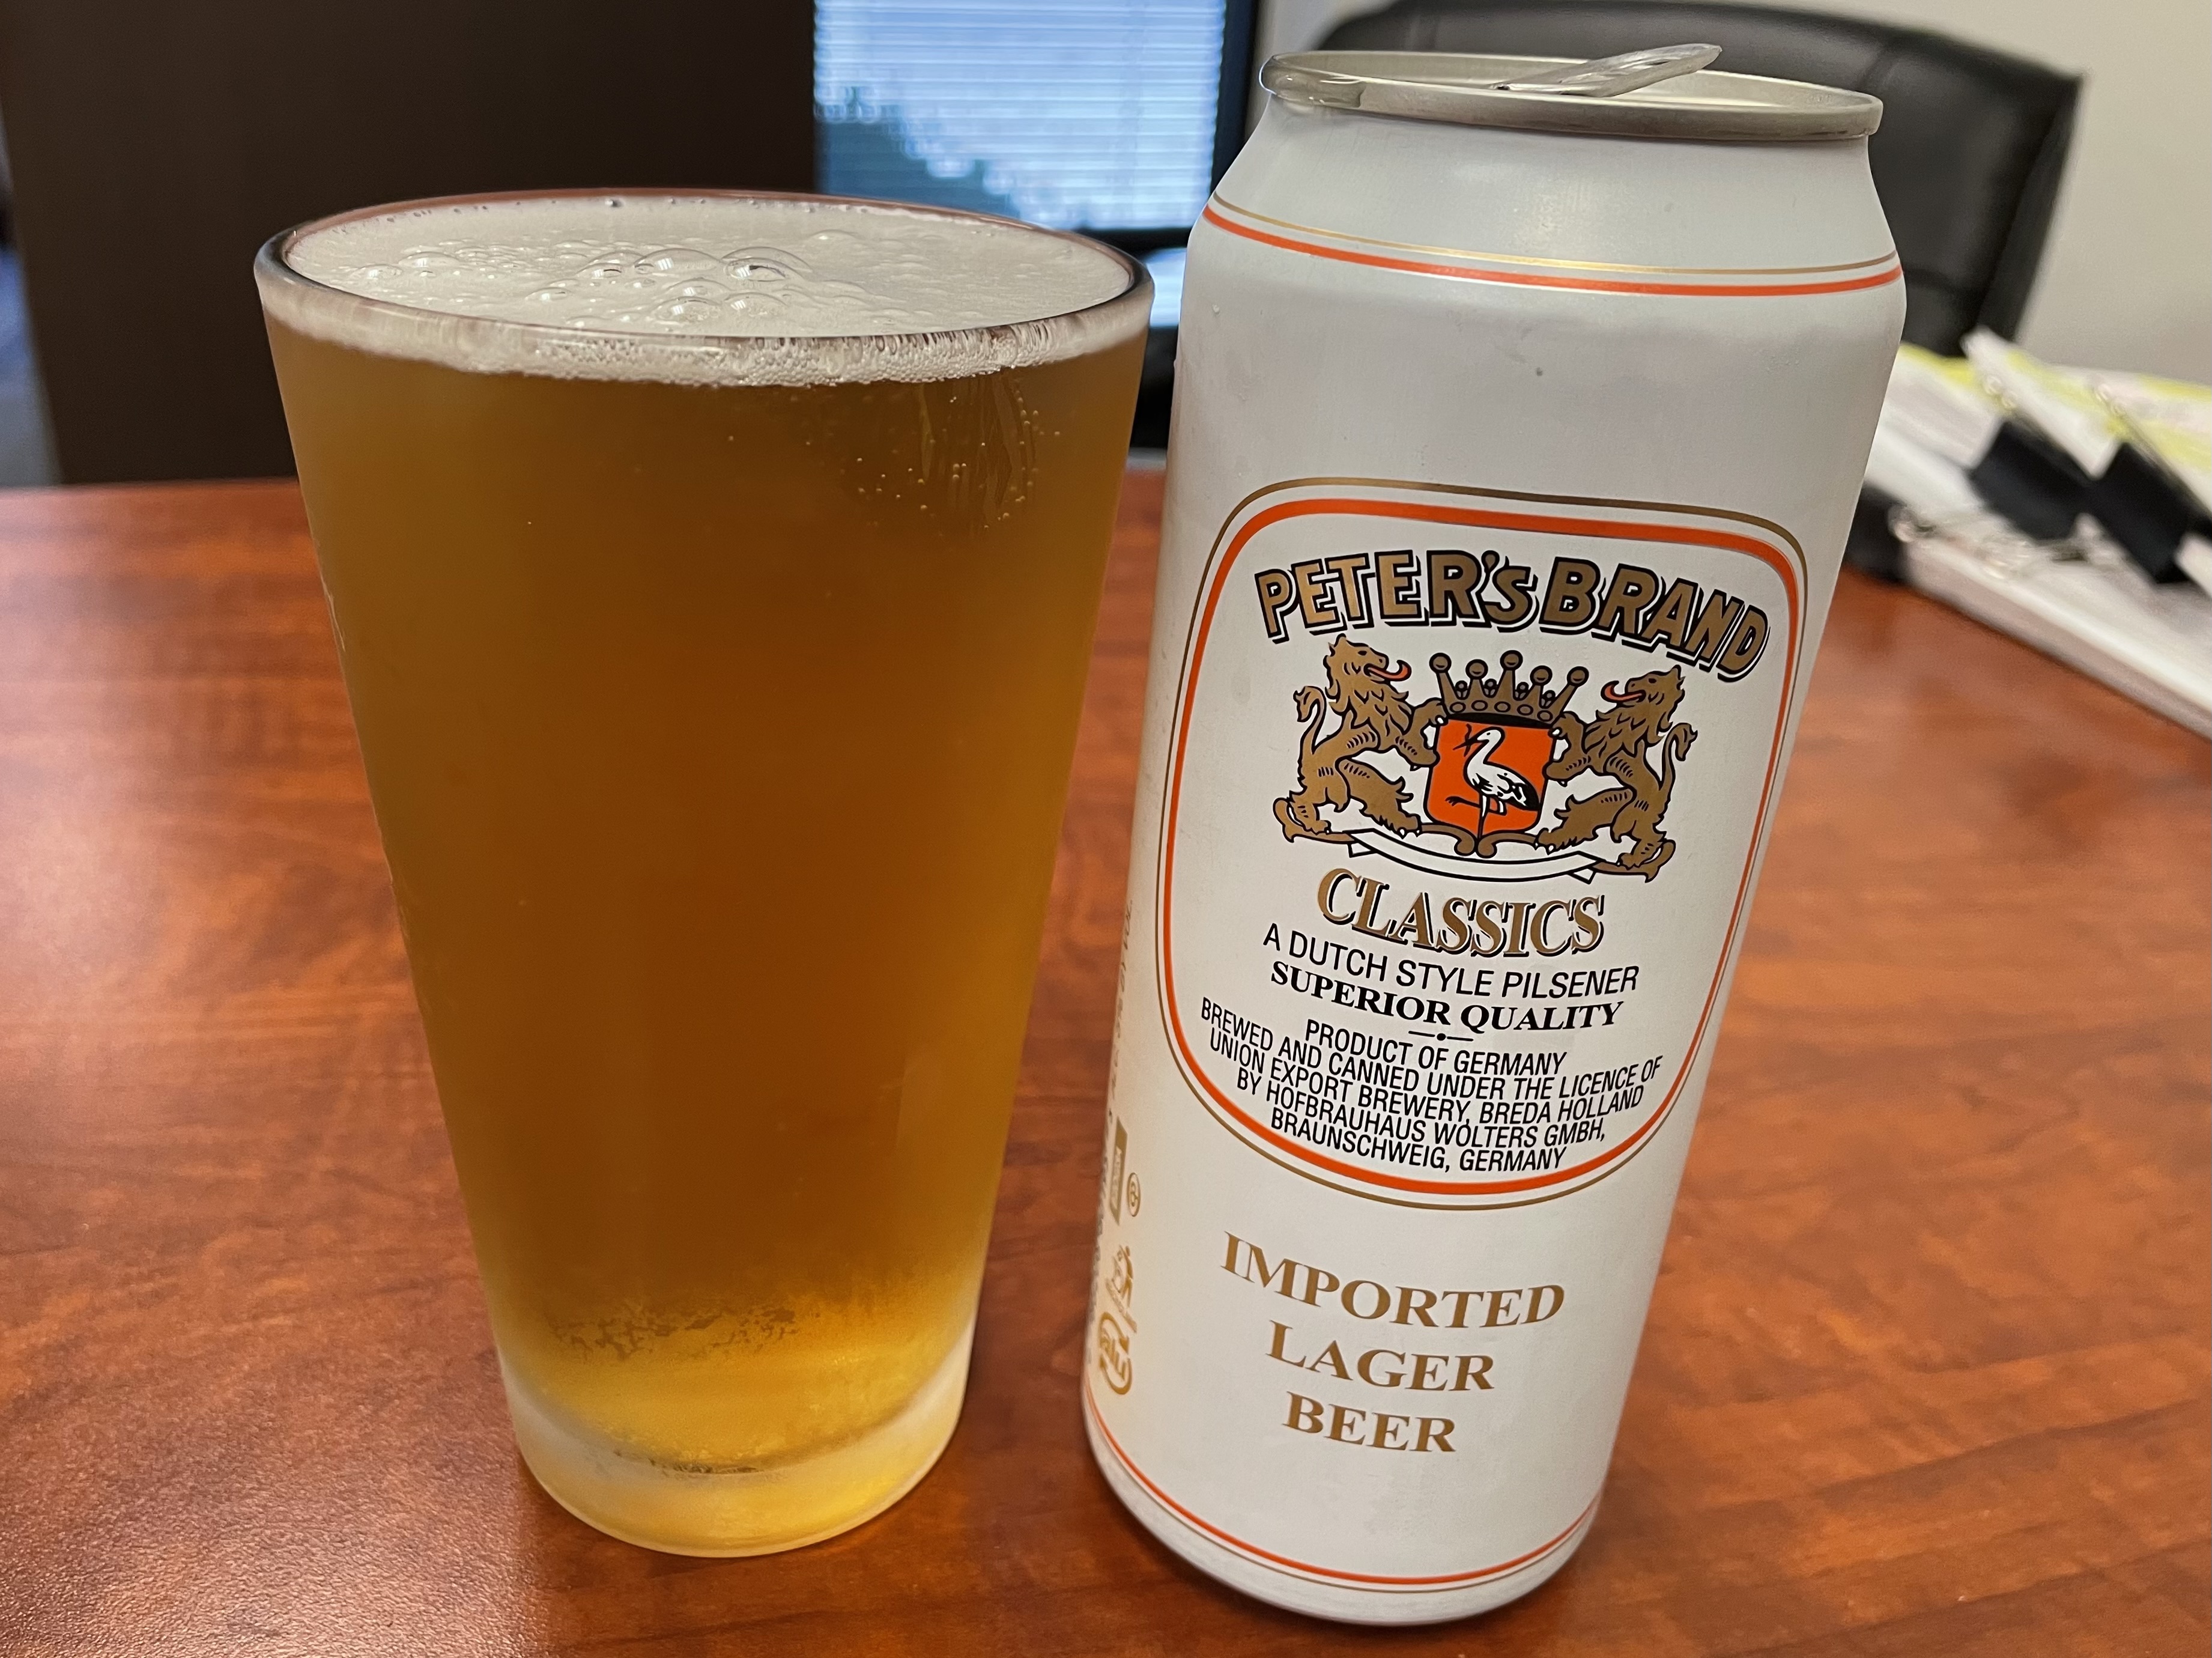 PETER'S BRAND
CLASSICS
A DUTCH STYLE PILSENER
SUPERIOR QUALITY
PRODUCT OF GERMANY
BREWED AND CANNED UNDER THE LICENCE OF
UNION EXPORT BREWERY, BREDA HOLLAND
BY HOFBRAUHAUS WOLTERS GMBH,
BRAUNSCHWEIG, GERMANY
IMPORTED
LAGER
BEER
alu